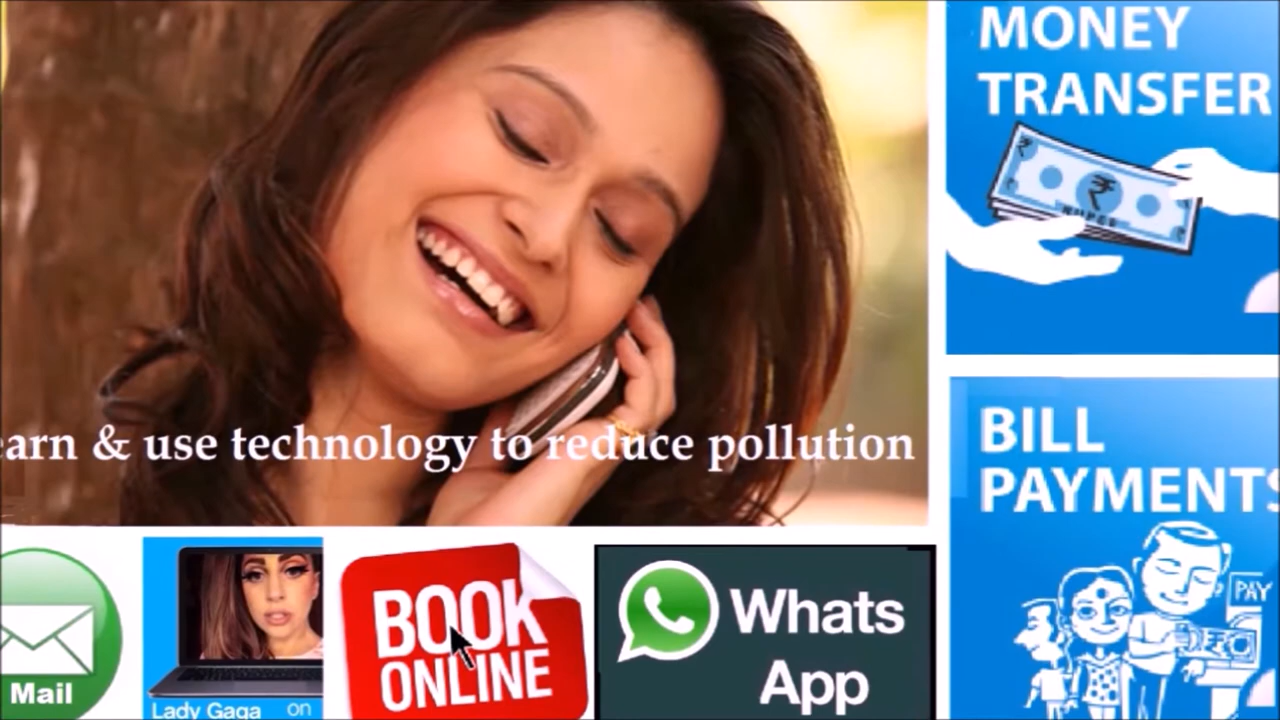 MONEY
TRANSFER
₹
₹
RUPEE
₹
earn & use technology to reduce pollution
BILL
PAYMENTS
PAY
Mail
Lady Gaga on
BOOK
ONLINE
Whats
App